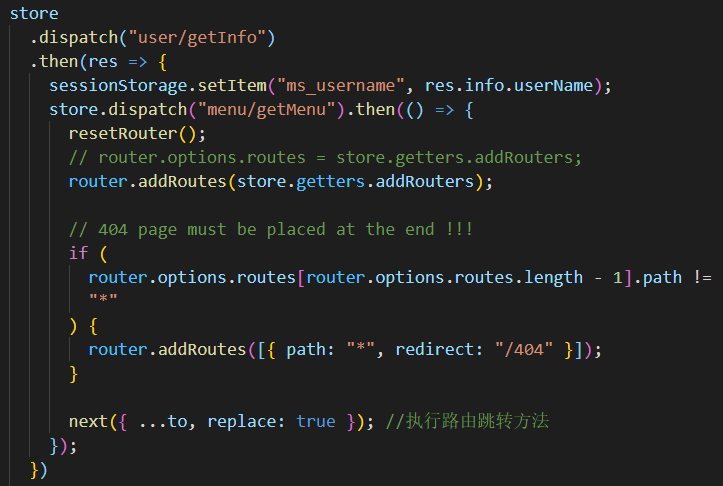 store
  .dispatch("user/getInfo")
  .then(res => {
    sessionStorage.setItem("ms_username", res.info.userName);
    store.dispatch("menu/getMenu").then(() => {
      resetRouter();
      // router.options.routes = store.getters.addRouters;
      router.addRoutes(store.getters.addRouters);

      // 404 page must be placed at the end !!!
      if (
        router.options.routes[router.options.routes.length - 1].path !=
        "*"
      ) {
        router.addRoutes([{ path: "*", redirect: "/404" }]);
      }

      next({ ...to, replace: true }); //执行路由跳转方法
    });
  })